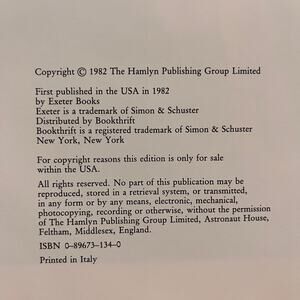 Copyright © 1982 The Hamlyn Publishing Group Limited
First published in the USA in 1982
by Exeter Books
Exeter is a trademark of Simon & Schuster
Distributed by Bookthrift
Bookthrift is a registered trademark of Simon & Schuster
New York, New York
For copyright reasons this edition is only for sale
within the USA.
All rights reserved. No part of this publication may be
reproduced, stored in a retrieval system, or transmitted,
in any form or by any means, electronic, mechanical,
photocopying, recording or otherwise, without the permission
of The Hamlyn Publishing Group Limited, Astronaut House,
Feltham, Middlesex, England.
ISBN 0-89673-134-0
Printed in Italy